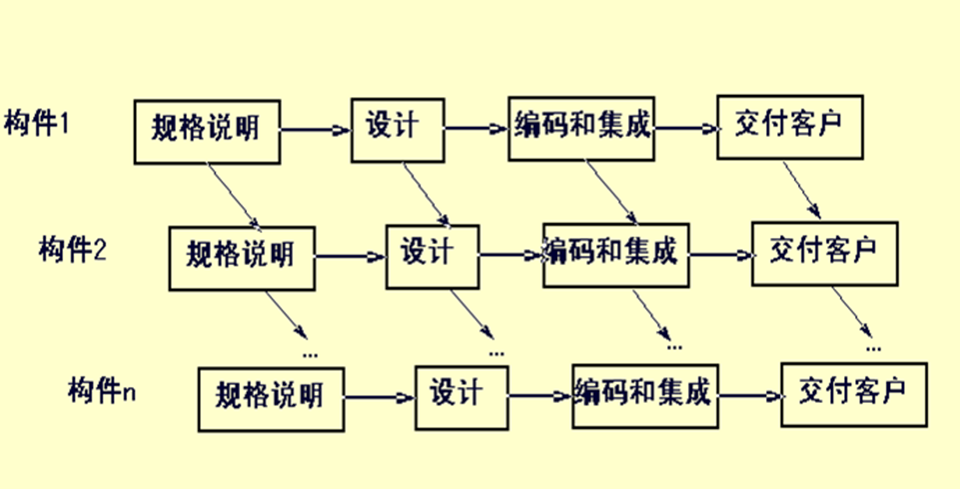 构件1 规格说明 设计 编码和集成 交付客户
构件2 规格说明 设计 编码和集成 交付客户
... ... ... ...
构件n 规格说明 设计 编码和集成 交付客户